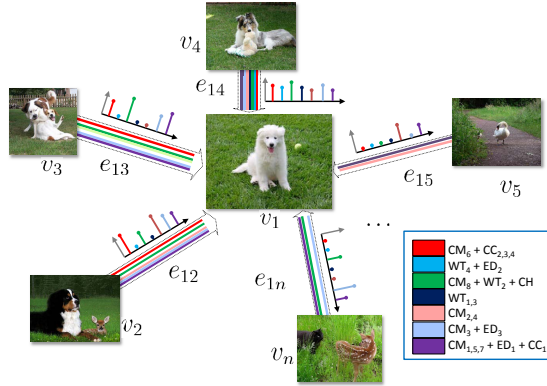 v4
e14
v3
e13
v1
e15
v5
...
e12
e1n
v2
vn
CM6 + CC2,3,4
WT4 + ED2
CM8 + WT2 + CH
WT1,3
CM2,4
CM3 + ED3
CM1,5,7 + ED1 + CC1